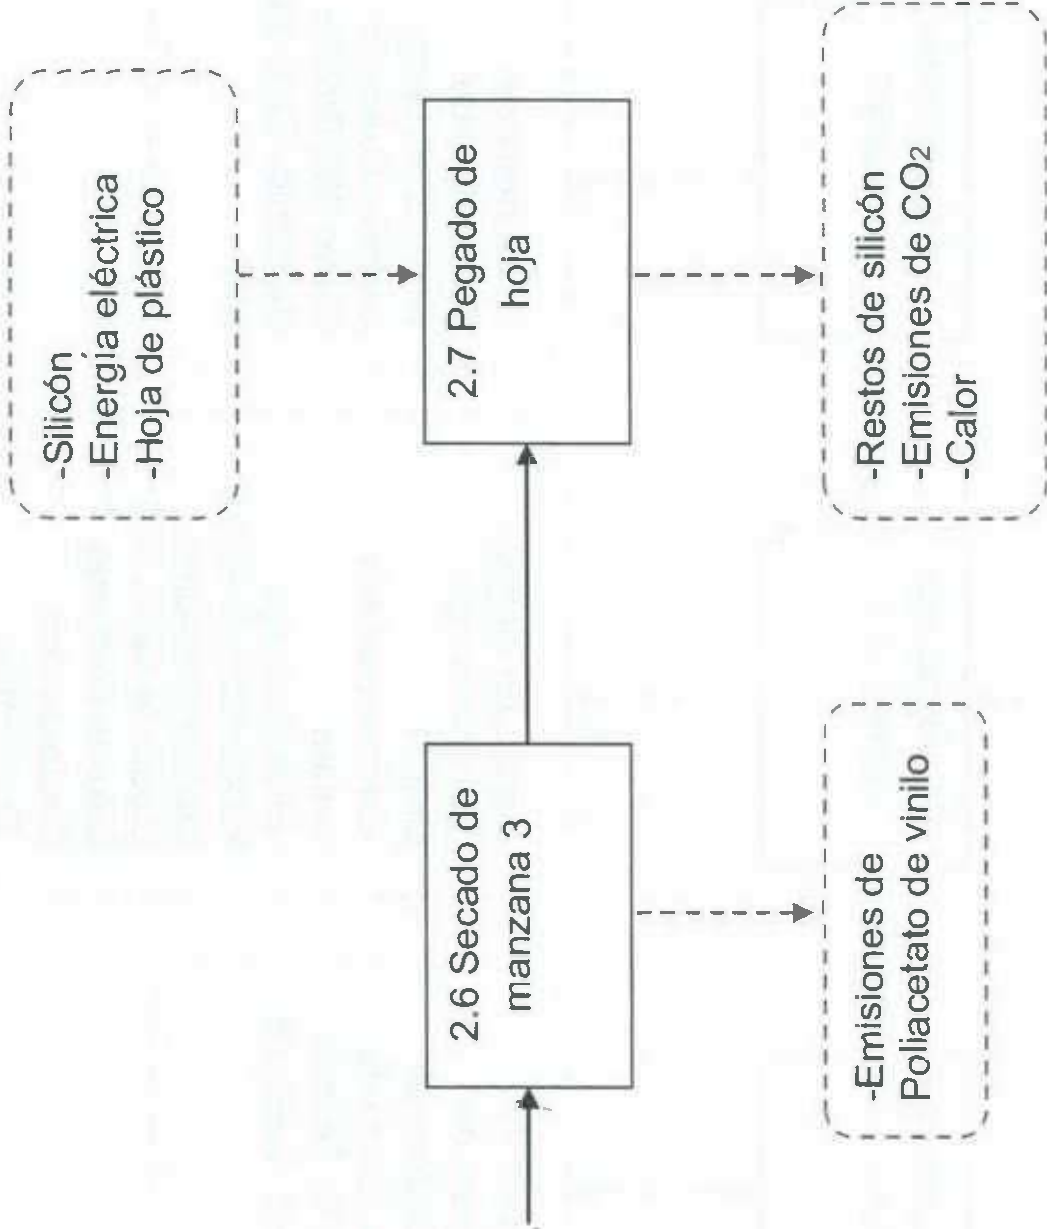 -Silicón
-Energía eléctrica
-Hoja de plástico
2.6 Secado de
manzana 3
2.7 Pegado de
hoja
-Emisiones de
Poliacetato de vinilo
-Restos de silicón
-Emisiones de CO₂
-Calor